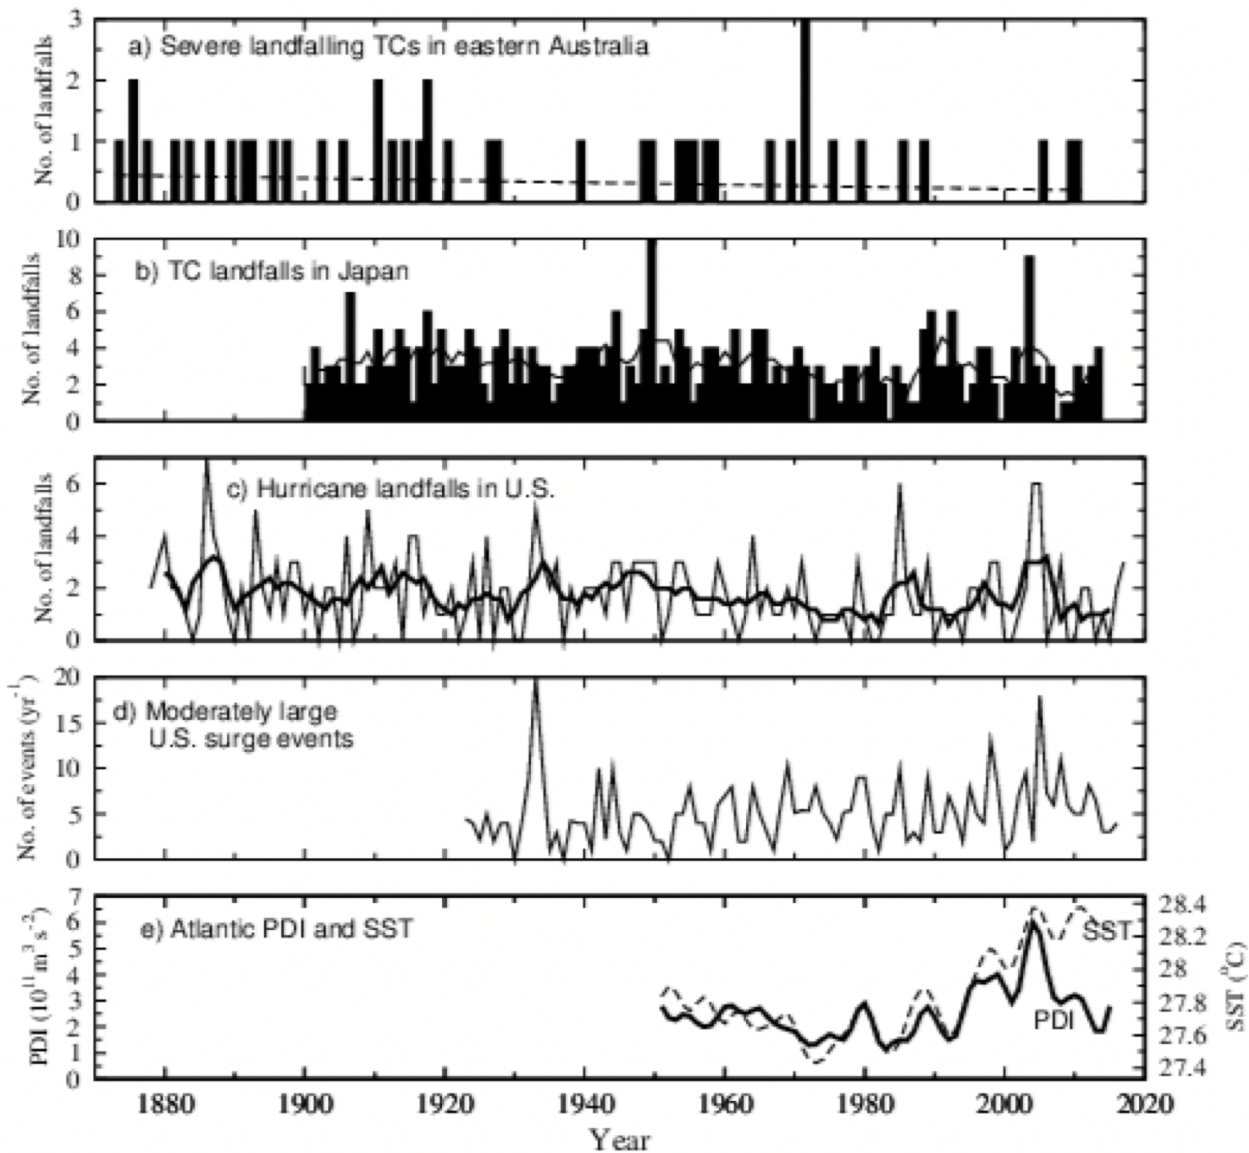 a) Severe landfalling TCs in eastern Australia
No. of landfalls
3
2
1
0
b) TC landfalls in Japan
No. of landfalls
10
8
6
4
2
0
c) Hurricane landfalls in U.S.
No. of landfalls
6
4
2
0
d) Moderately large
U.S. surge events
No. of events (yr⁻¹)
20
15
10
5
0
e) Atlantic PDI and SST
PDI (10¹¹ m³ s⁻²)
7
6
5
4
3
2
1
0
SST
PDI
28.4
28.2
28
27.8
27.6
27.4
SST (°C)
1880 1900 1920 1940 1960 1980 2000 2020
Year